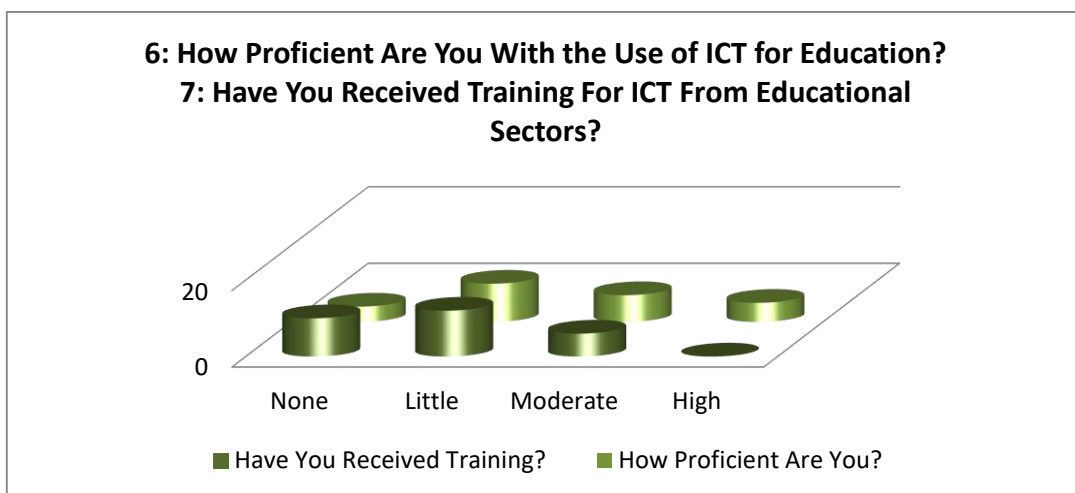 6: How Proficient Are You With the Use of ICT for Education?
7: Have You Received Training For ICT From Educational
Sectors?
20
0
None Little Moderate High
Have You Received Training? How Proficient Are You?